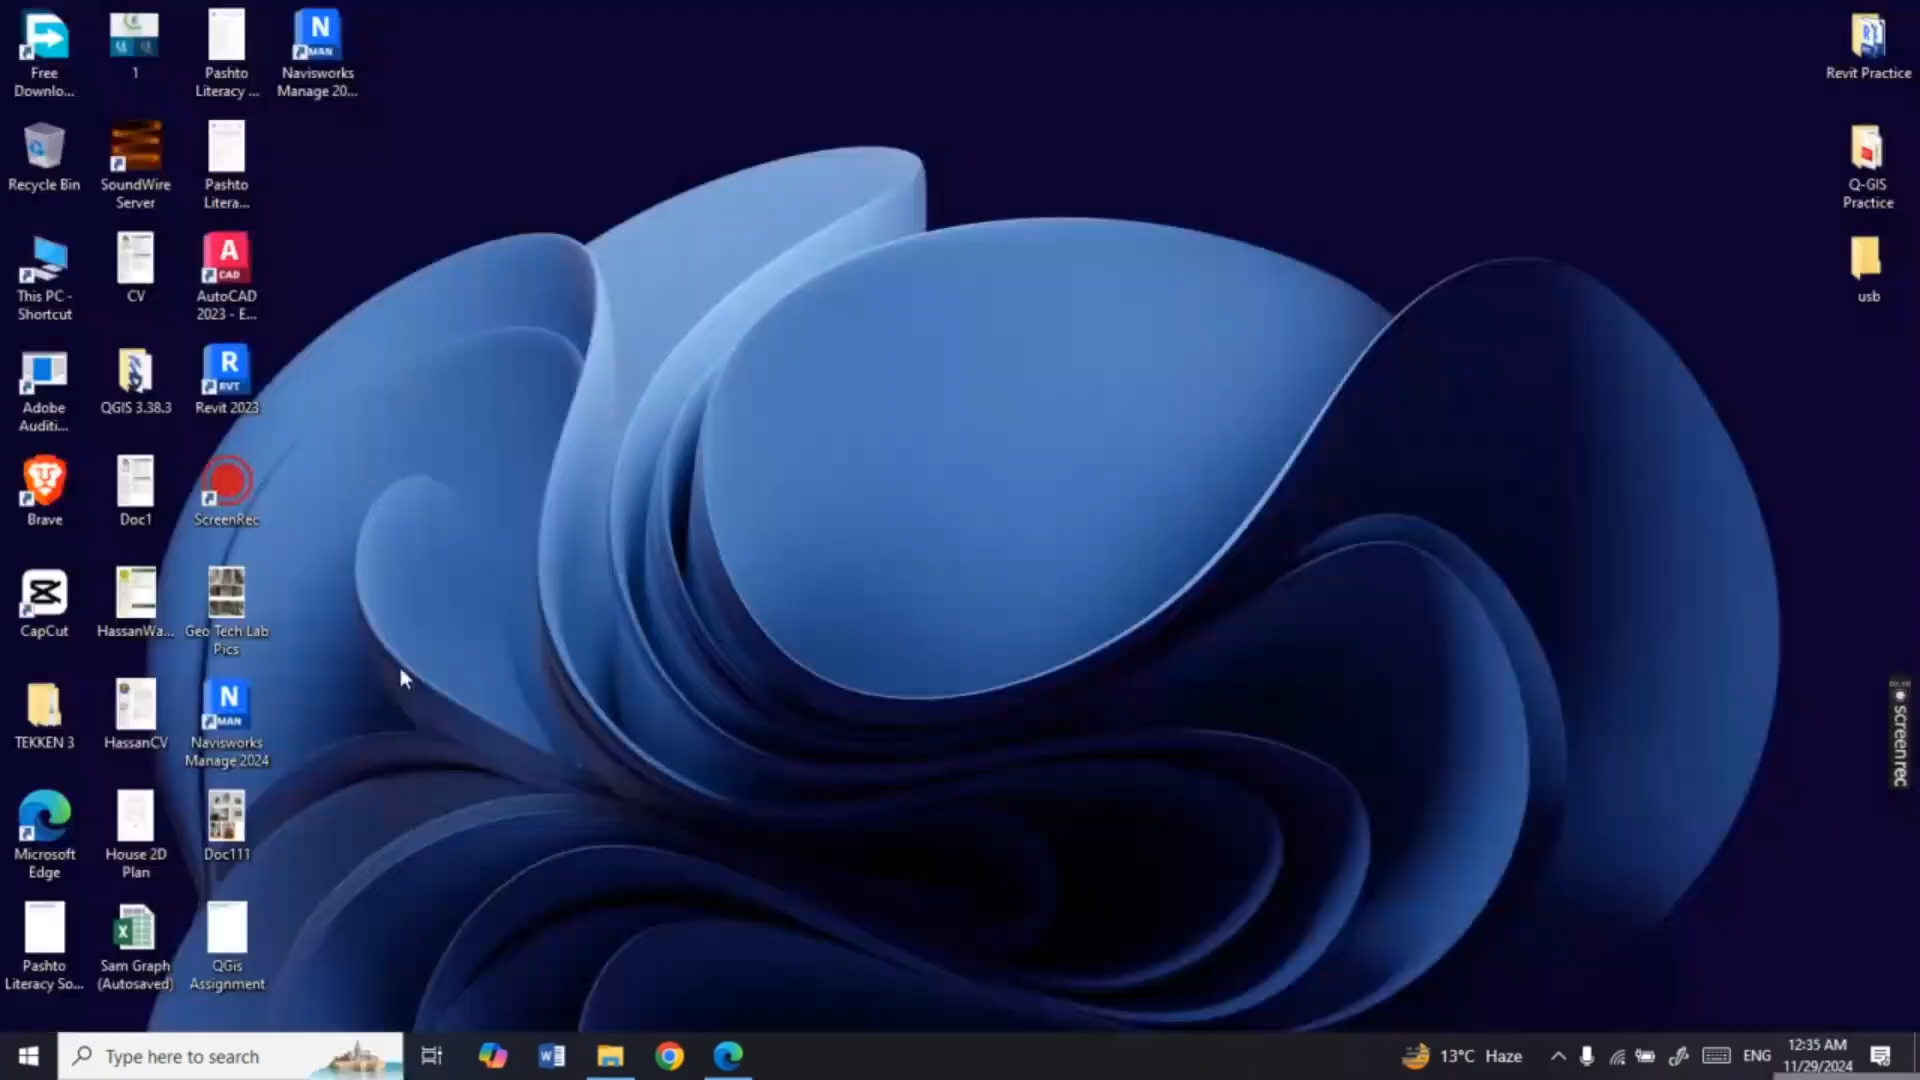 Free
Downlo...
1
Pashto
Literacy ...
N
MAN
Navisworks
Manage 20...
Revit Practice
Recycle Bin
SoundWire
Server
Pashto
Litera...
Q-GIS
Practice
This PC -
Shortcut
CV
A
CAD
AutoCAD
2023 - E...
usb
Adobe
Auditi...
QGIS 3.38.3
R
RVT
Revit 2023
Brave
Doc1
ScreenRec
CapCut
HassanWa...
Geo Tech Lab
Pics
TEKKEN 3
HassanCV
N
MAN
Navisworks
Manage 2024
screenrec
Microsoft
Edge
House 2D
Plan
Doc111
Pashto
Literacy So...
Sam Graph
(Autosaved)
QGis
Assignment
Type here to search
13°C Haze
ENG
12:35 AM
11/29/2024